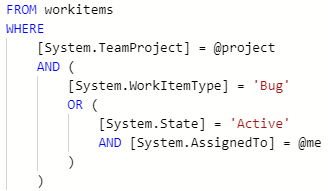 FROM workitems
WHERE
[System.TeamProject] = @project
AND (
[System.WorkItemType] = 'Bug'
OR (
[System.State] = 'Active'
AND [System.AssignedTo] = @me
)
)